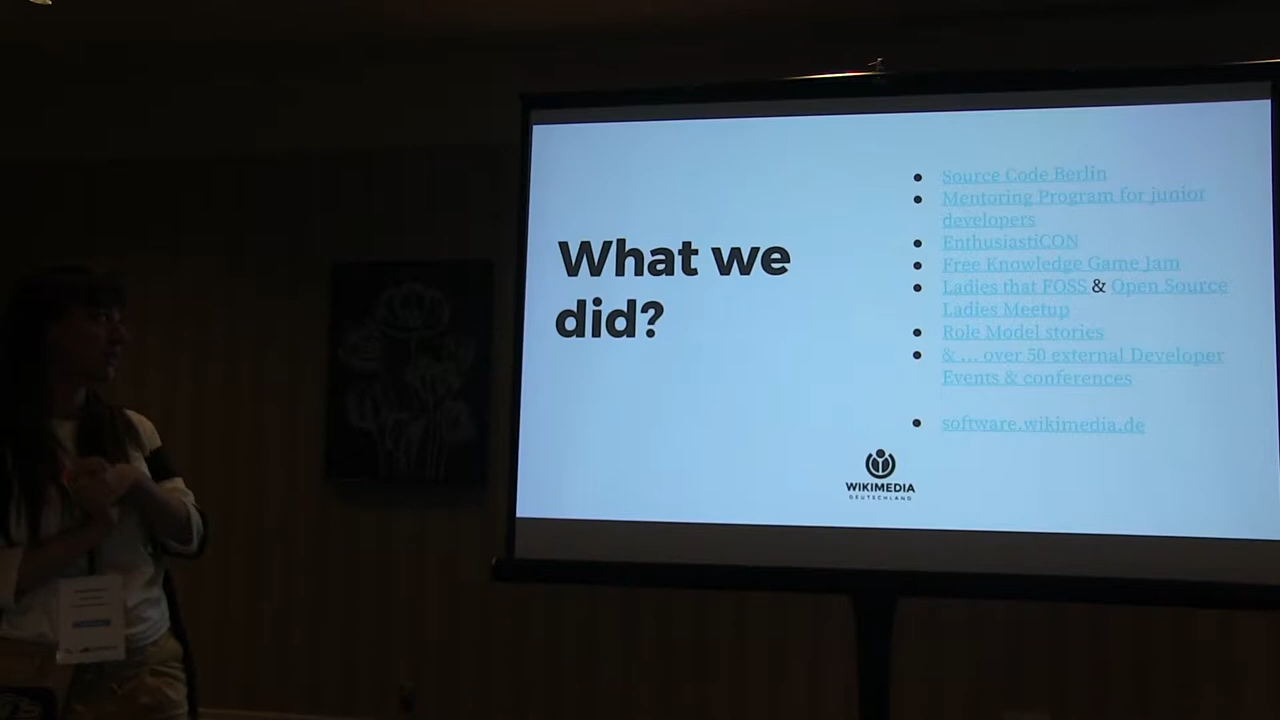 What we
did?
Source Code Berlin
Mentoring Program for junior
developers
EnthusiastiCON
Free Knowledge Game Jam
Ladies that FOSS & Open Source
Ladies Meetup
Role Model stories
& ... over 50 external Developer
Events & conferences
software.wikimedia.de
WIKIMEDIA
DEUTSCHLAND